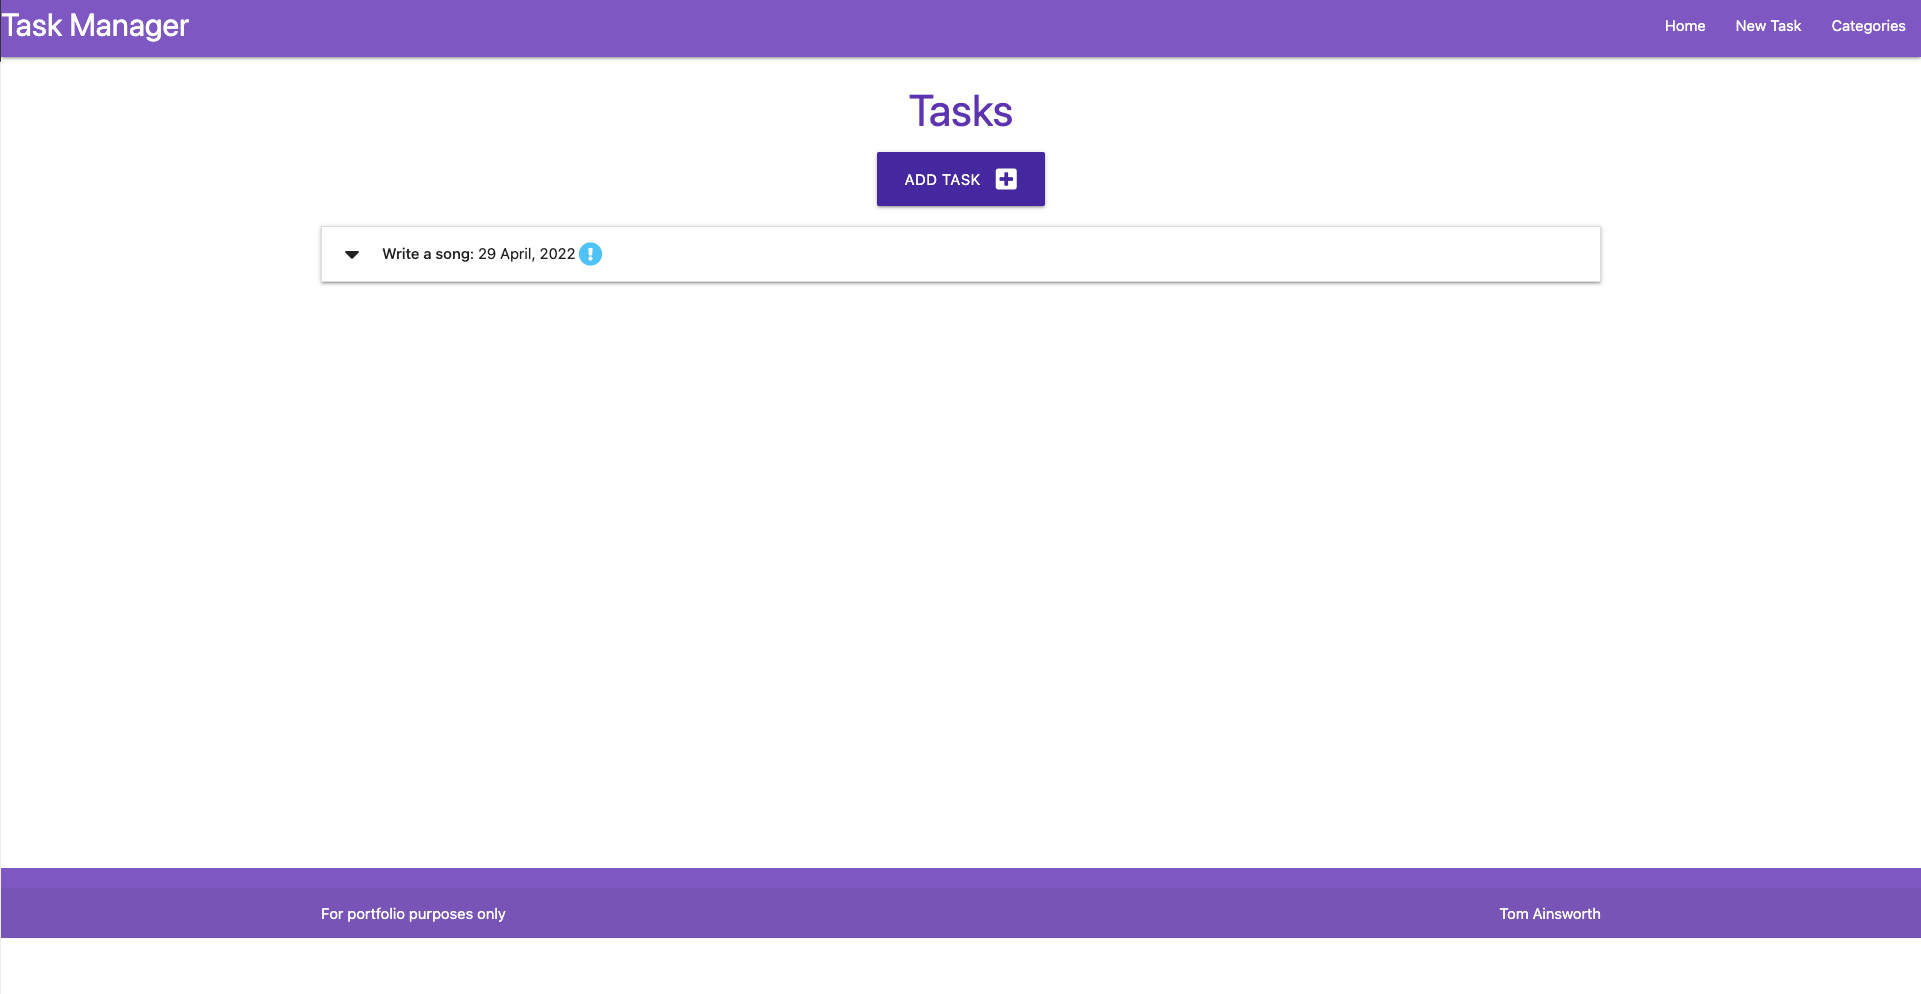 Task Manager
Home
New Task
Categories
Tasks
ADD TASK
Write a song: 29 April, 2022
For portfolio purposes only
Tom Ainsworth